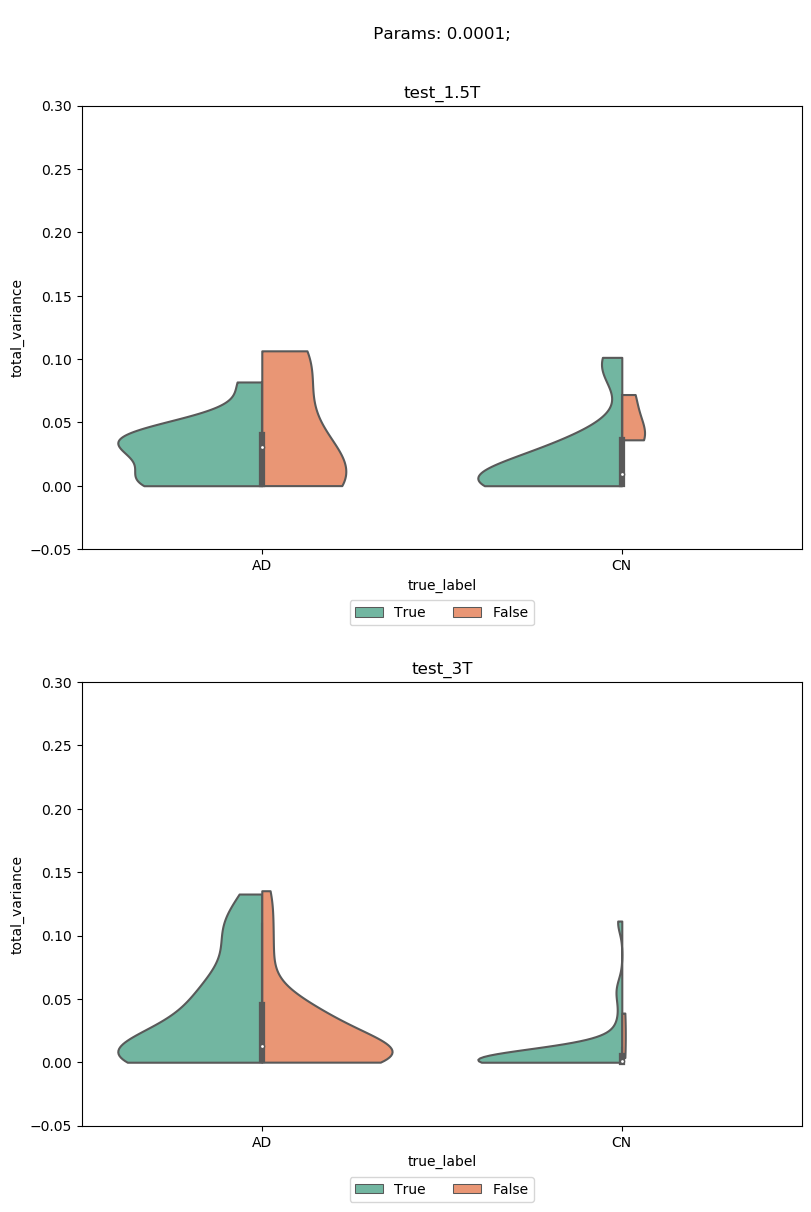 Params: 0.0001;
test_1.5T
0.30
0.25
0.20
0.15
0.10
0.05
0.00
−0.05
total_variance
AD
CN
true_label
True
False
test_3T
0.30
0.25
0.20
0.15
0.10
0.05
0.00
−0.05
total_variance
AD
CN
true_label
True
False